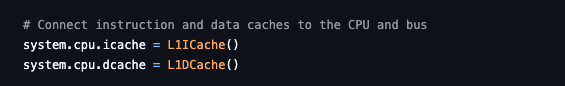 # Connect instruction and data caches to the CPU and bus
system.cpu.icache = L1ICache()
system.cpu.dcache = L1DCache()